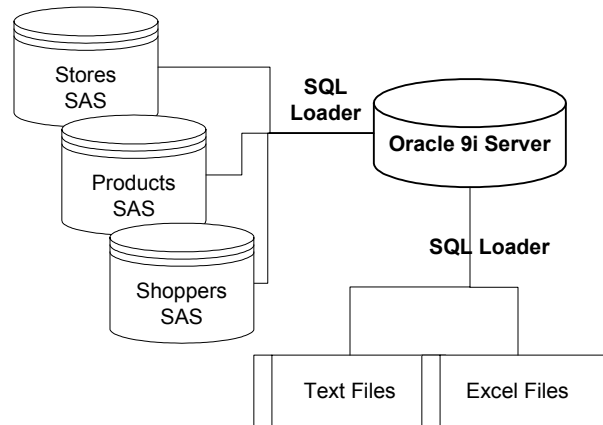 Stores
SAS
Products
SAS
Shoppers
SAS
SQL
Loader
Oracle 9i Server
SQL Loader
Text Files
Excel Files